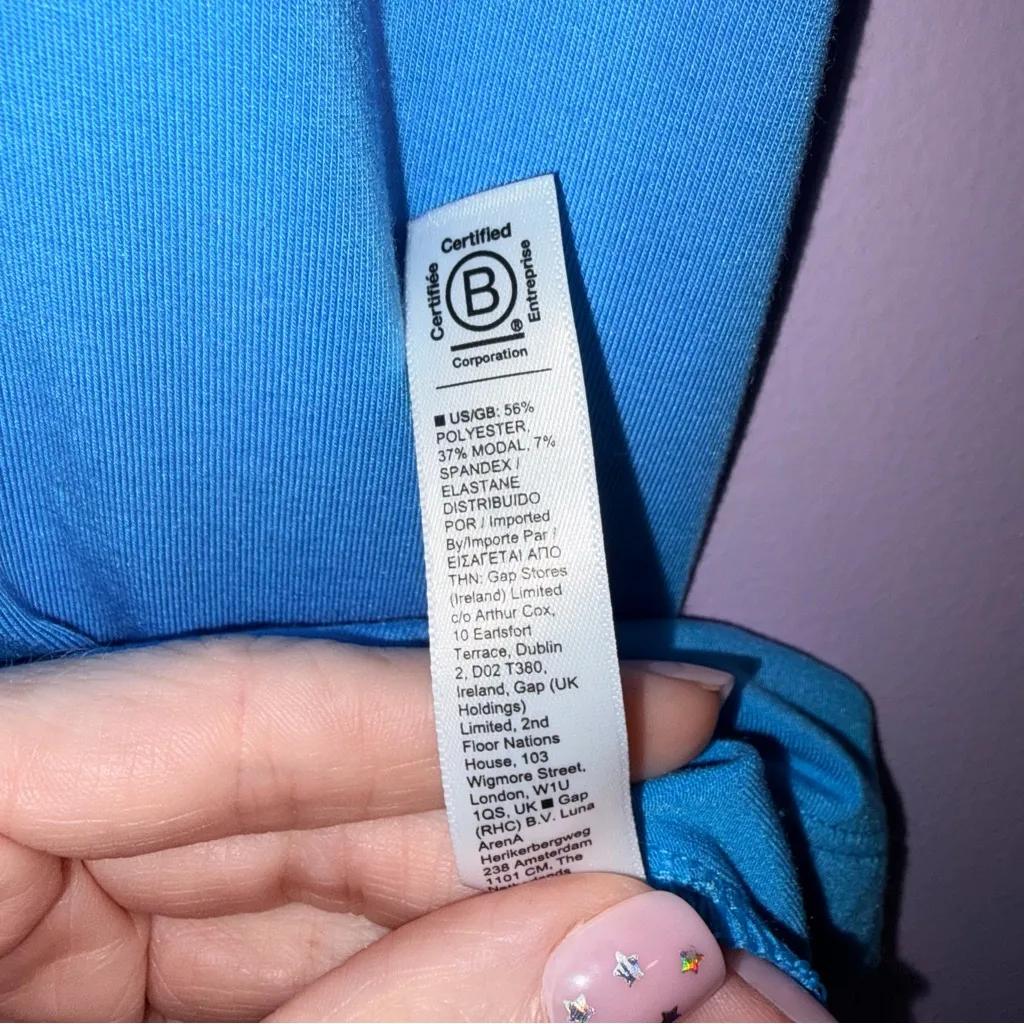 Certified
Certifiée
B
Entreprise
®
Corporation
■ US/GB: 56%
POLYESTER,
37% MODAL, 7%
SPANDEX /
ELASTANE
DISTRIBUIDO
POR / Imported
By/Importe Par /
ΕΙΣΑΓΕΤΑΙ ΑΠΟ
ΤΗΝ: Gap Stores
(Ireland) Limited
c/o Arthur Cox,
10 Earlsfort
Terrace, Dublin
2, D02 T380,
Ireland, Gap (UK
Holdings)
Limited, 2nd
Floor Nations
House, 103
Wigmore Street,
London, W1U
1QS, UK ■ Gap
(RHC) B.V. Luna
ArenA
Herikerbergweg
238 Amsterdam
1101 CM, The
Netherlands